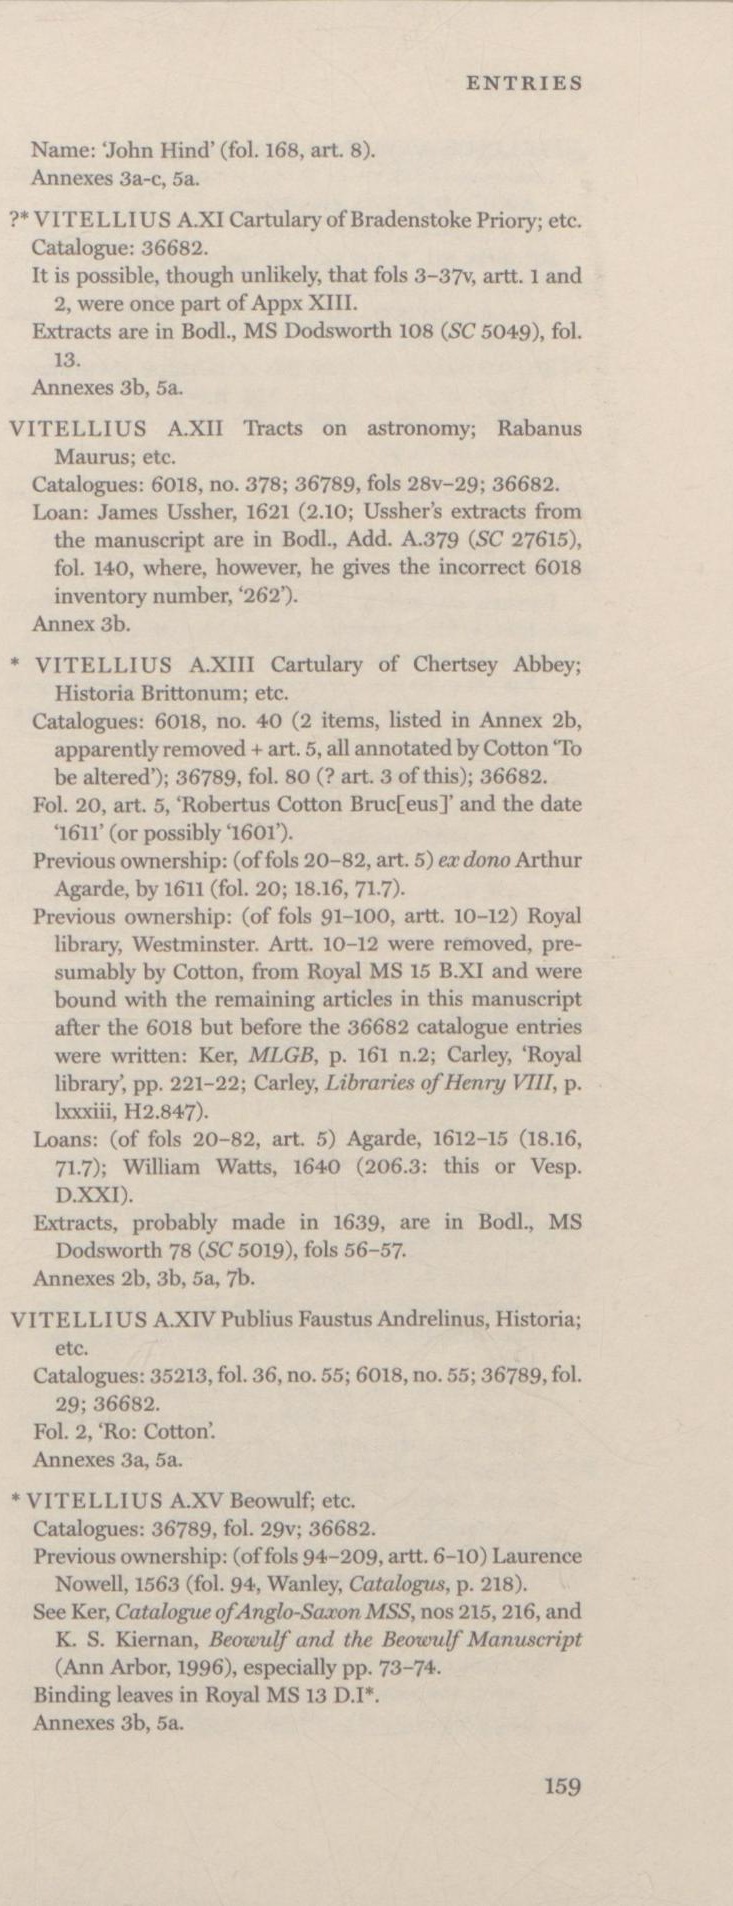 ENTRIES
Name: ‘John Hind’ (fol. 168, art. 8).
Annexes 3a-c, 5a.
?* VITELLIUS A.XI Cartulary of Bradenstoke Priory; etc.
Catalogue: 36682.
It is possible, though unlikely, that fols 3–37v, artt. 1 and
2, were once part of Appx XIII.
Extracts are in Bodl., MS Dodsworth 108 (SC 5049), fol.
13.
Annexes 3b, 5a.
VITELLIUS A.XII Tracts on astronomy; Rabanus
Maurus; etc.
Catalogues: 6018, no. 378; 36789, fols 28v–29; 36682.
Loan: James Ussher, 1621 (2.10; Ussher’s extracts from
the manuscript are in Bodl., Add. A.379 (SC 27615),
fol. 140, where, however, he gives the incorrect 6018
inventory number, ‘262’).
Annex 3b.
* VITELLIUS A.XIII Cartulary of Chertsey Abbey;
Historia Brittonum; etc.
Catalogues: 6018, no. 40 (2 items, listed in Annex 2b,
apparently removed + art. 5, all annotated by Cotton ‘To
be altered’); 36789, fol. 80 (? art. 3 of this); 36682.
Fol. 20, art. 5, ‘Robertus Cotton Bruc[eus]’ and the date
‘1611’ (or possibly ‘1601’).
Previous ownership: (of fols 20–82, art. 5) ex dono Arthur
Agarde, by 1611 (fol. 20; 18.16, 71.7).
Previous ownership: (of fols 91–100, artt. 10–12) Royal
library, Westminster. Artt. 10–12 were removed, pre-
sumably by Cotton, from Royal MS 15 B.XI and were
bound with the remaining articles in this manuscript
after the 6018 but before the 36682 catalogue entries
were written: Ker, MLGB, p. 161 n.2; Carley, ‘Royal
library’, pp. 221–22; Carley, Libraries of Henry VIII, p.
lxxxiii, H2.847).
Loans: (of fols 20–82, art. 5) Agarde, 1612–15 (18.16,
71.7); William Watts, 1640 (206.3: this or Vesp.
D.XXI).
Extracts, probably made in 1639, are in Bodl., MS
Dodsworth 78 (SC 5019), fols 56–57.
Annexes 2b, 3b, 5a, 7b.
VITELLIUS A.XIV Publius Faustus Andrelinus, Historia;
etc.
Catalogues: 35213, fol. 36, no. 55; 6018, no. 55; 36789, fol.
29; 36682.
Fol. 2, ‘Ro: Cotton’.
Annexes 3a, 5a.
* VITELLIUS A.XV Beowulf; etc.
Catalogues: 36789, fol. 29v; 36682.
Previous ownership: (of fols 94–209, artt. 6–10) Laurence
Nowell, 1563 (fol. 94, Wanley, Catalogus, p. 218).
See Ker, Catalogue of Anglo-Saxon MSS, nos 215, 216, and
K. S. Kiernan, Beowulf and the Beowulf Manuscript
(Ann Arbor, 1996), especially pp. 73–74.
Binding leaves in Royal MS 13 D.I*.
Annexes 3b, 5a.
159